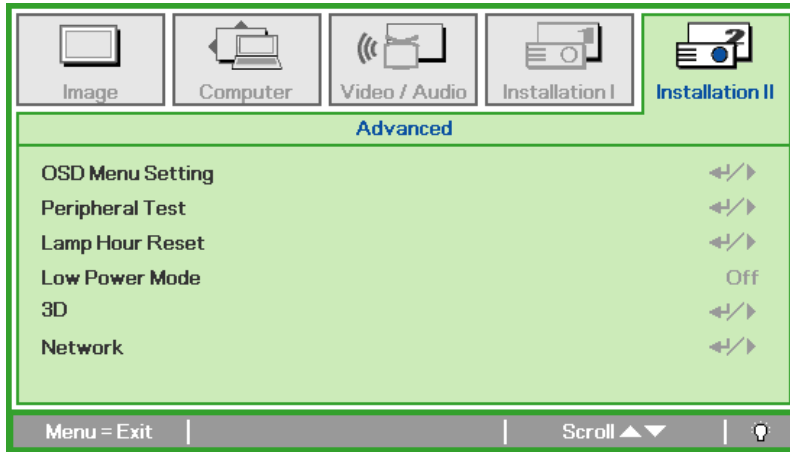 Image
Computer
Video / Audio
Installation I
Installation II
Advanced
OSD Menu Setting
Peripheral Test
Lamp Hour Reset
Low Power Mode Off
3D
Network
Menu = Exit
Scroll ▲▼